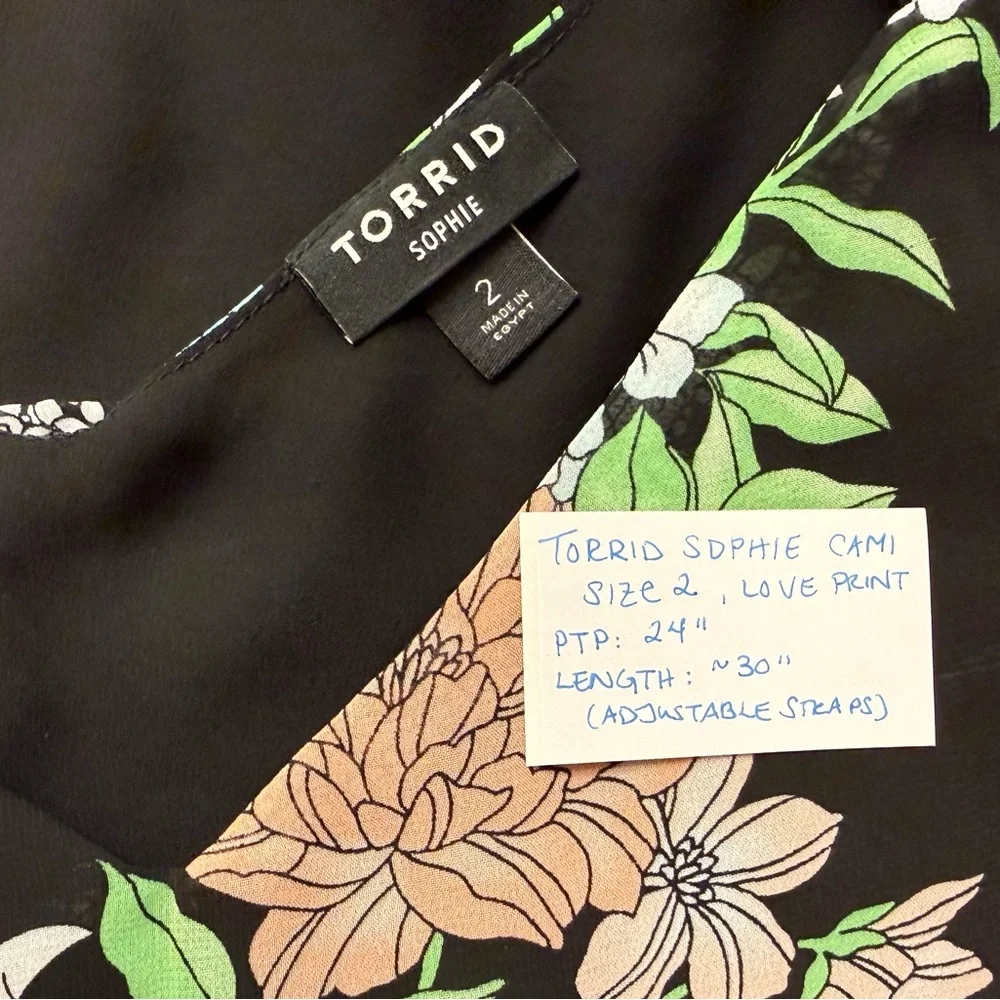 TORRID
SOPHIE
2
MADE IN
EGYPT
TORRID SOPHIE CAMI
SIZE 2, LOVE PRINT
PTP: 24"
LENGTH: ~30"
(ADJUSTABLE STRAPS)